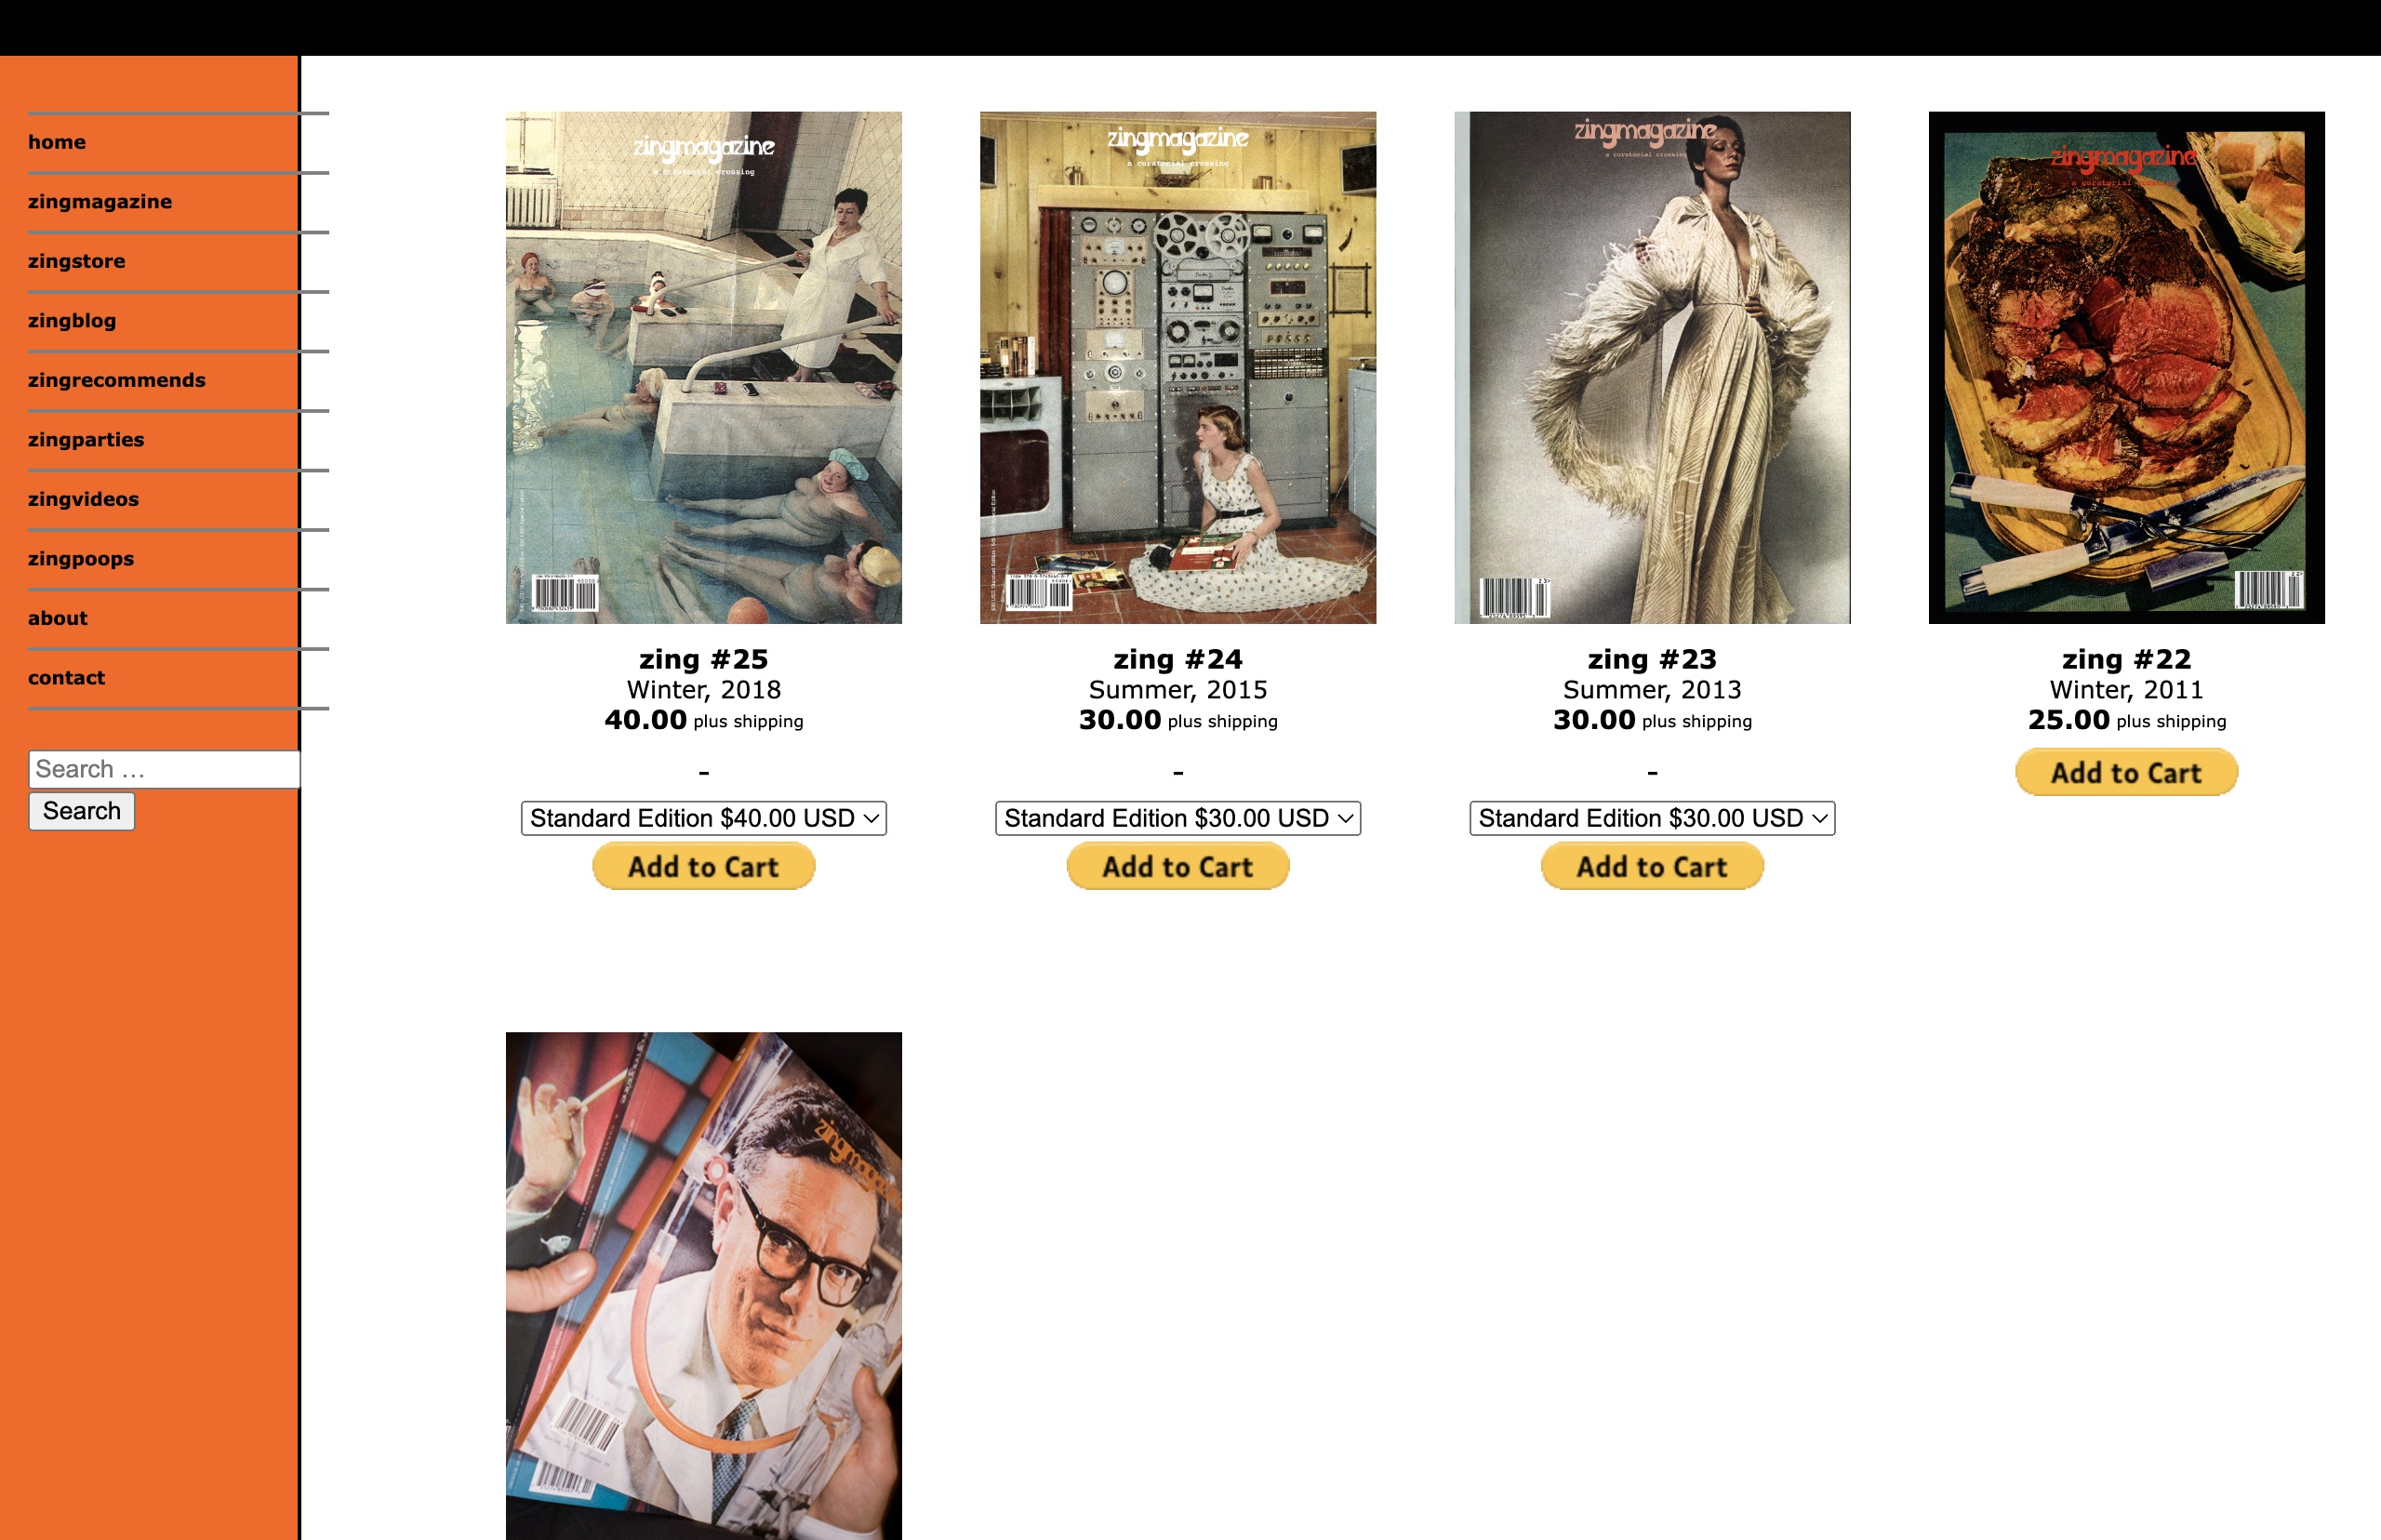 home
zingmagazine
zingstore
zingblog
zingrecommends
zingparties
zingvideos
zingpoops
about
contact
Search …
Search
zingmagazine
a curatorial crossing
zing #25
Winter, 2018
40.00 plus shipping
-
Standard Edition $40.00 USD
Add to Cart
zingmagazine
a curatorial crossing
zing #24
Summer, 2015
30.00 plus shipping
-
Standard Edition $30.00 USD
Add to Cart
zingmagazine
a curatorial crossing
zing #23
Summer, 2013
30.00 plus shipping
-
Standard Edition $30.00 USD
Add to Cart
zingmagazine
a curatorial crossing
zing #22
Winter, 2011
25.00 plus shipping
Add to Cart
zingmagazine